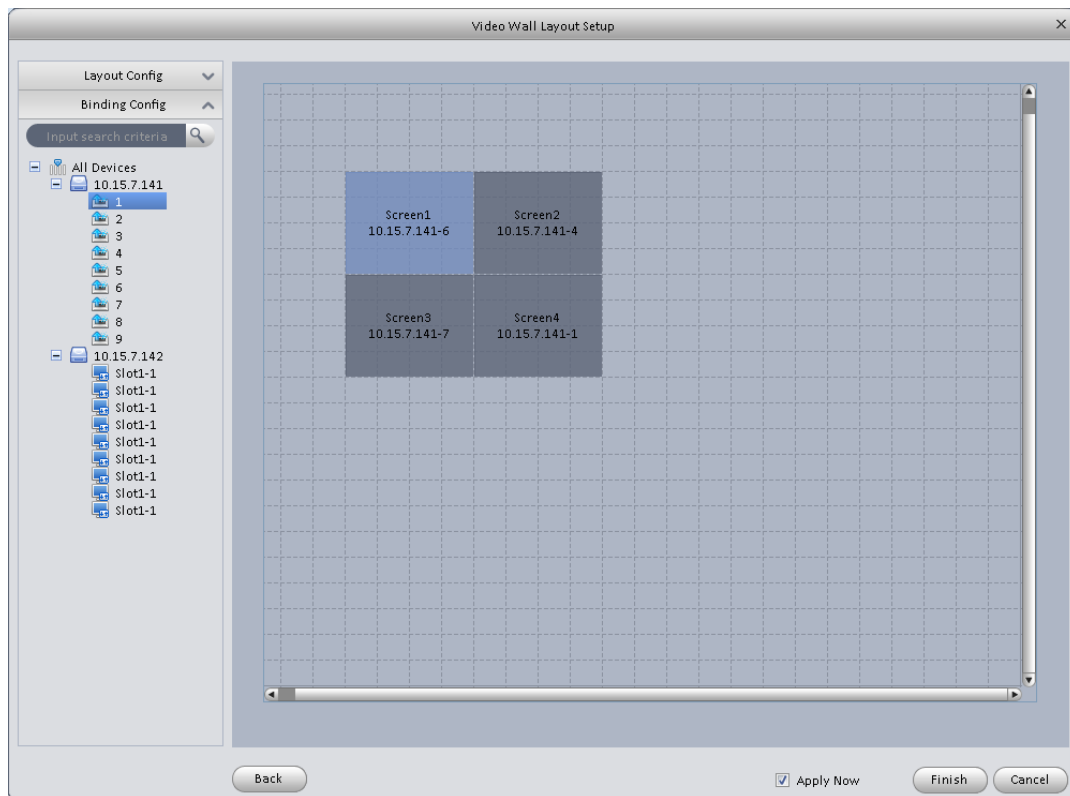 Video Wall Layout Setup
Layout Config
Binding Config
Input search criteria
All Devices
10.15.7.141
1
2
3
4
5
6
7
8
9
10.15.7.142
Slot1-1
Slot1-1
Slot1-1
Slot1-1
Slot1-1
Slot1-1
Slot1-1
Slot1-1
Slot1-1
Screen1
10.15.7.141-6
Screen2
10.15.7.141-4
Screen3
10.15.7.141-7
Screen4
10.15.7.141-1
Back
Apply Now
Finish
Cancel